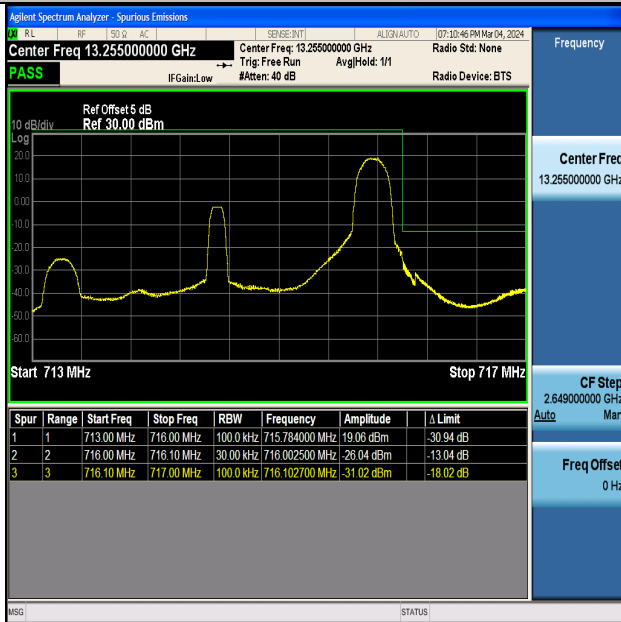 Agilent Spectrum Analyzer - Spurious Emissions
RL RF 50 Ω AC SENSE:INT ALIGN AUTO 07:10:46 PM Mar 04, 2024
Center Freq 13.255000000 GHz
Center Freq: 13.255000000 GHz
Radio Std: None
Trig: Free Run Avg|Hold: 1/1
PASS
IFGain:Low
#Atten: 40 dB
Radio Device: BTS
Frequency
Ref Offset 5 dB
10 dB/div Ref 30.00 dBm
Log
20.0
10.0
0.00
-10.0
-20.0
-30.0
-40.0
-50.0
-60.0
Start 713 MHz Stop 717 MHz
Center Freq
13.255000000 GHz
CF Step
2.649000000 GHz
Auto Man
Freq Offset
0 Hz
Spur Range Start Freq Stop Freq RBW Frequency Amplitude Δ Limit
1 1 713.00 MHz 716.00 MHz 100.0 kHz 715.784000 MHz 19.06 dBm -30.94 dB
2 2 716.00 MHz 716.10 MHz 30.00 kHz 716.002500 MHz -26.04 dBm -13.04 dB
3 3 716.10 MHz 717.00 MHz 100.0 kHz 716.102700 MHz -31.02 dBm -18.02 dB
MSG STATUS